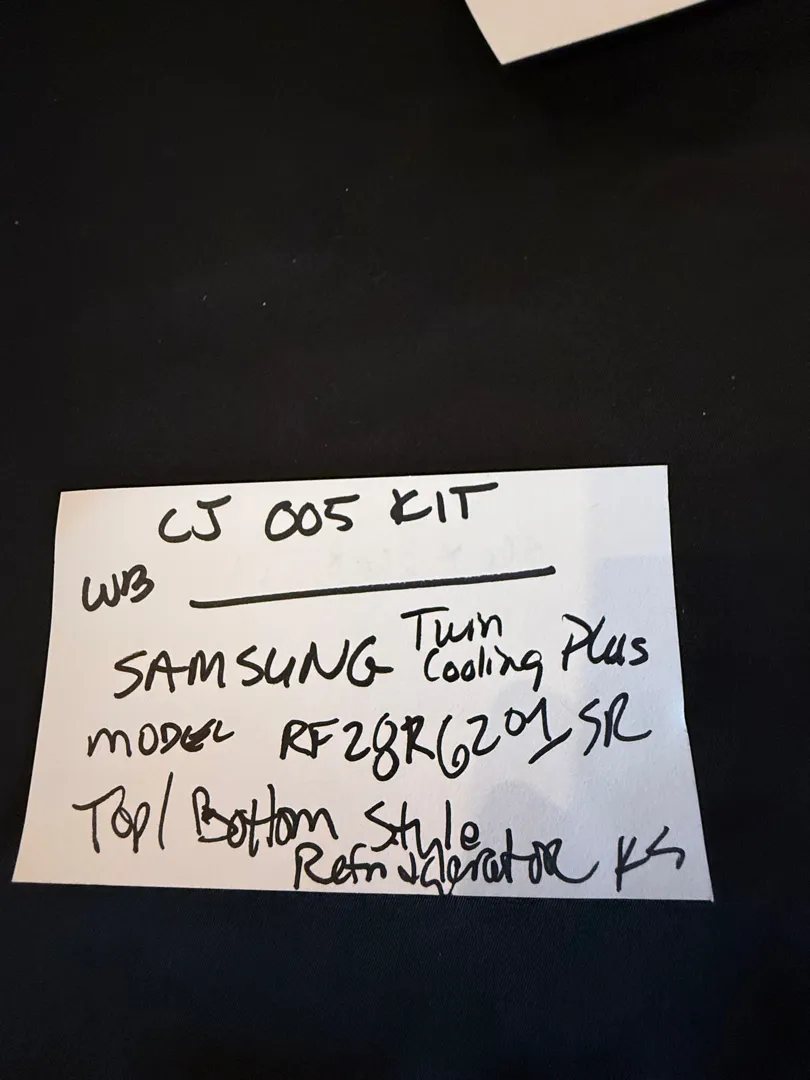 CJ 005 KIT
WB
SAMSUNG Twin Cooling Plus
MODEL RF28R6201SR
Top/Bottom Style
Refrigerator KS